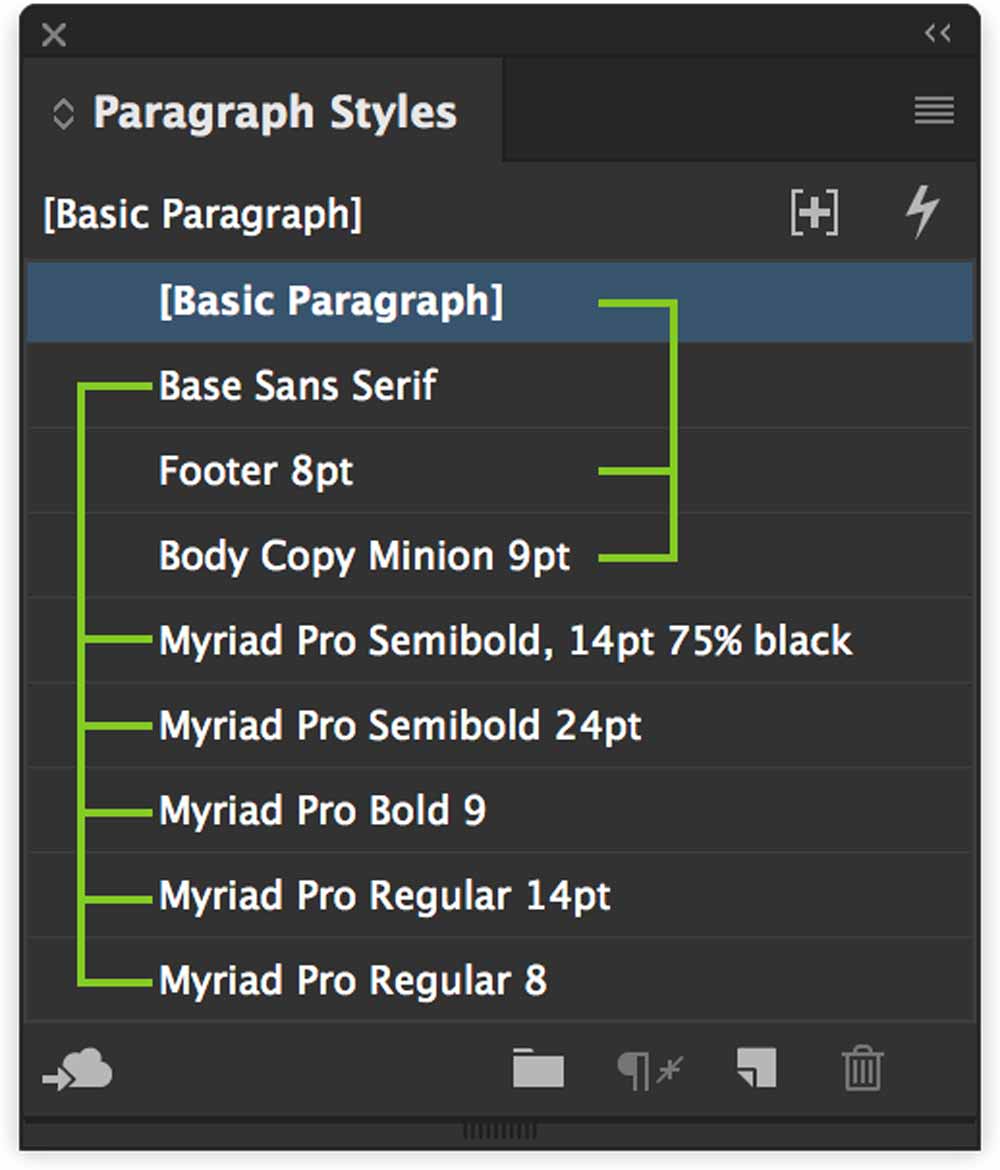 Paragraph Styles
[Basic Paragraph]
[Basic Paragraph]
Base Sans Serif
Footer 8pt
Body Copy Minion 9pt
Myriad Pro Semibold, 14pt 75% black
Myriad Pro Semibold 24pt
Myriad Pro Bold 9
Myriad Pro Regular 14pt
Myriad Pro Regular 8